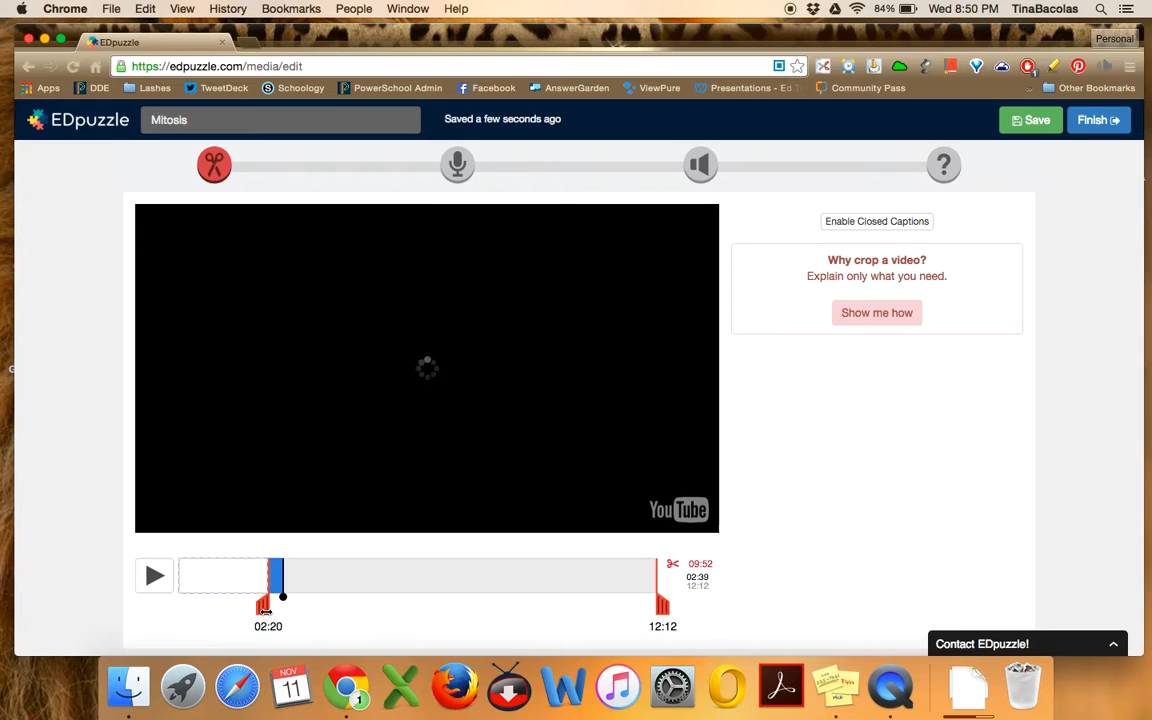 Chrome File Edit View History Bookmarks People Window Help 84% Wed 8:50 PM TinaBacolas
EDpuzzle Personal
https://edpuzzle.com/media/edit
Apps DDE Lashes TweetDeck Schoology PowerSchool Admin Facebook AnswerGarden ViewPure Presentations - Ed T Community Pass » Other Bookmarks
EDpuzzle Mitosis Saved a few seconds ago Save Finish
?
Enable Closed Captions
Why crop a video?
Explain only what you need.
Show me how
YouTube
09:52
02:39
12:12
02:20 12:12
Contact EDpuzzle!
NOV
11
1